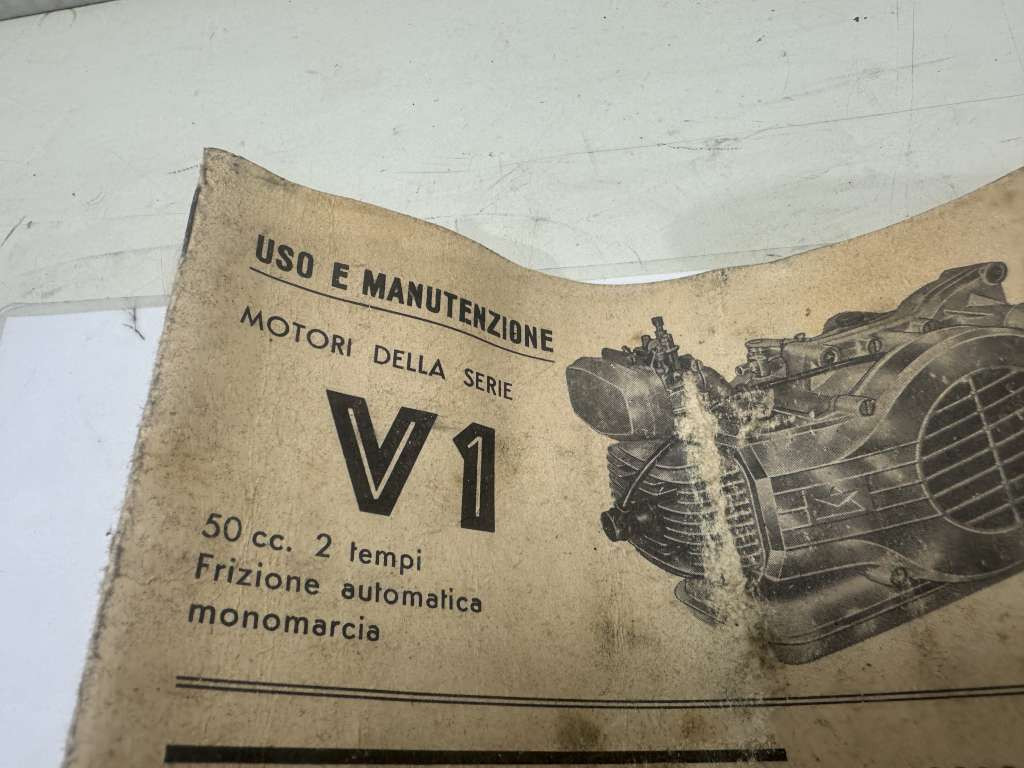 USO E MANUTENZIONE
MOTORI DELLA SERIE
V1
50 cc. 2 tempi
Frizione automatica
monomarcia